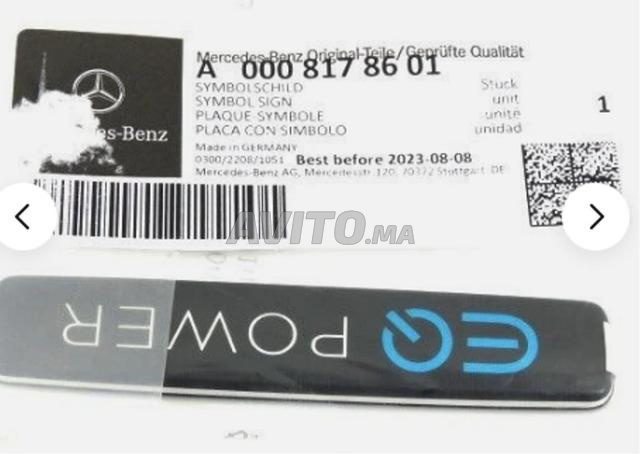 Mercedes-Benz Original-Teile/Geprüfte Qualität
A 000 817 86 01
SYMBOLSCHILD Stück
SYMBOL SIGN unit
PLAQUE-SYMBOLE unité
PLACA CON SIMBOLO unidad
1
Made in GERMANY
0300/2208/1051 Best before 2023-08-08
Mercedes-Benz AG, Mercedesstr. 120, 70372 Stuttgart, DE
des-Benz
AVITO.MA
EQ POWER